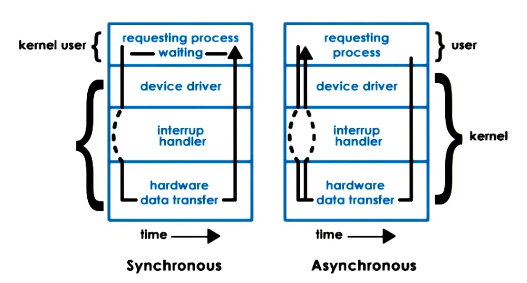 kernel user
requesting process
waiting
device driver
interrup
handler
hardware
data transfer
time
Synchronous
requesting
process
device driver
interrup
handler
hardware
data transfer
user
kernel
time
Asynchronous